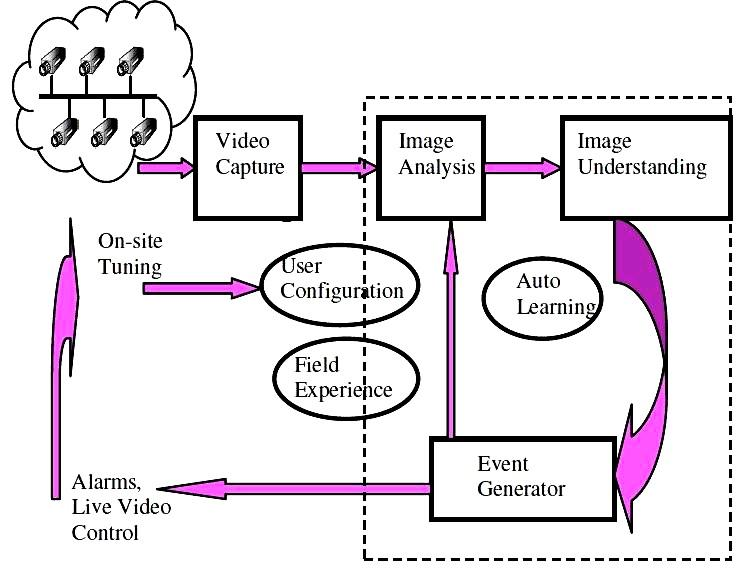 Video
Capture
Image
Analysis
Image
Understanding
On-site
Tuning
User
Configuration
Auto
Learning
Field
Experience
Event
Generator
Alarms,
Live Video
Control